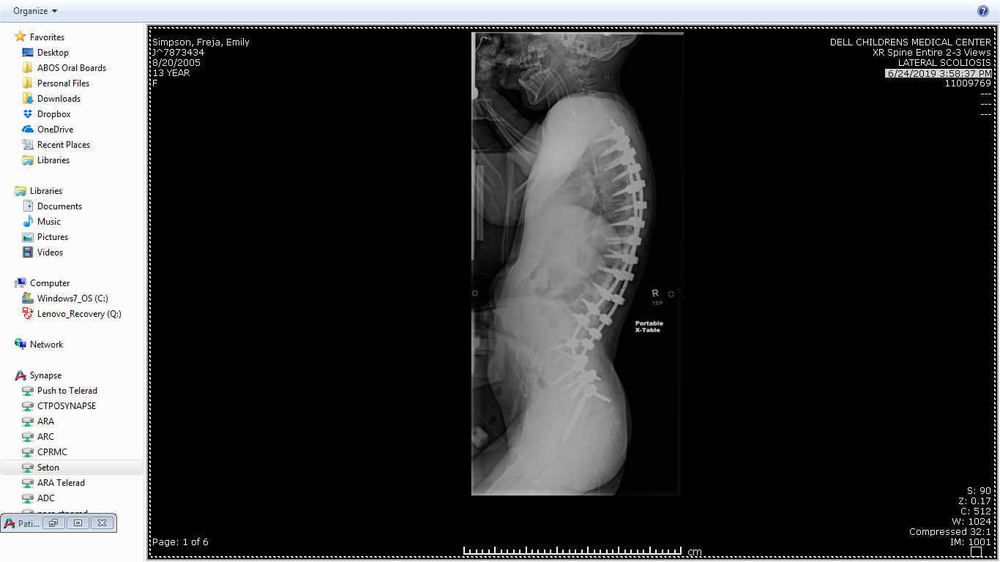 Organize
Favorites
Desktop
ABOS Oral Boards
Personal Files
Downloads
Dropbox
OneDrive
Recent Places
Libraries
Libraries
Documents
Music
Pictures
Videos
Computer
Windows7_OS (C:)
Lenovo_Recovery (Q:)
Network
Synapse
Push to Telerad
CTPOSYNAPSE
ARA
ARC
CPRMC
Seton
ARA Telerad
ADC
Pati...
Simpson, Freja, Emily
J^7873434
8/20/2005
13 YEAR
F
DELL CHILDRENS MEDICAL CENTER
XR Spine Entire 2-3 Views
LATERAL SCOLIOSIS
6/24/2019 3:58:37 PM
11009769
---
---
---
R
TEH
Portable
X-Table
S: 90
Z: 0.17
C: 512
W: 1024
Compressed 32:1
IM: 1001
Page: 1 of 6
cm